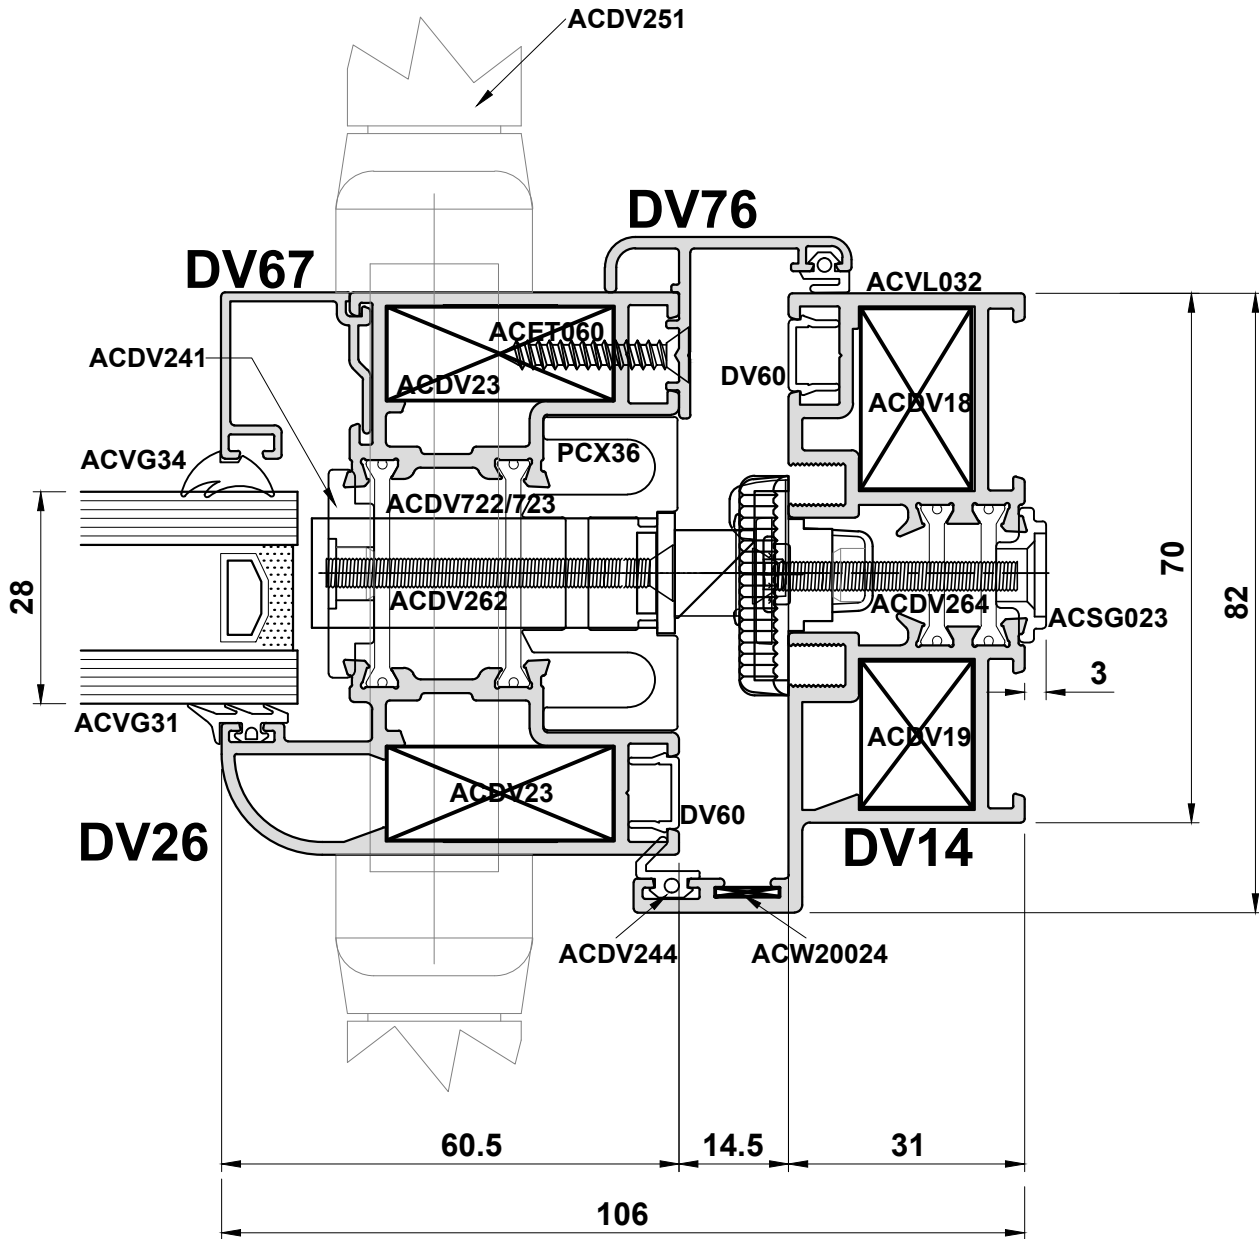 ACDV251
DV76
DV67
ACVL032
ACET060
ACDV241
DV60
ACDV23
ACDV18
ACVG34
PCX36
ACDV722/723
70
28
82
ACDV262
ACDV264
ACSG023
3
ACVG31
ACDV19
ACDV23
DV60
DV26
DV14
ACDV244
ACW20024
60.5
14.5
31
106